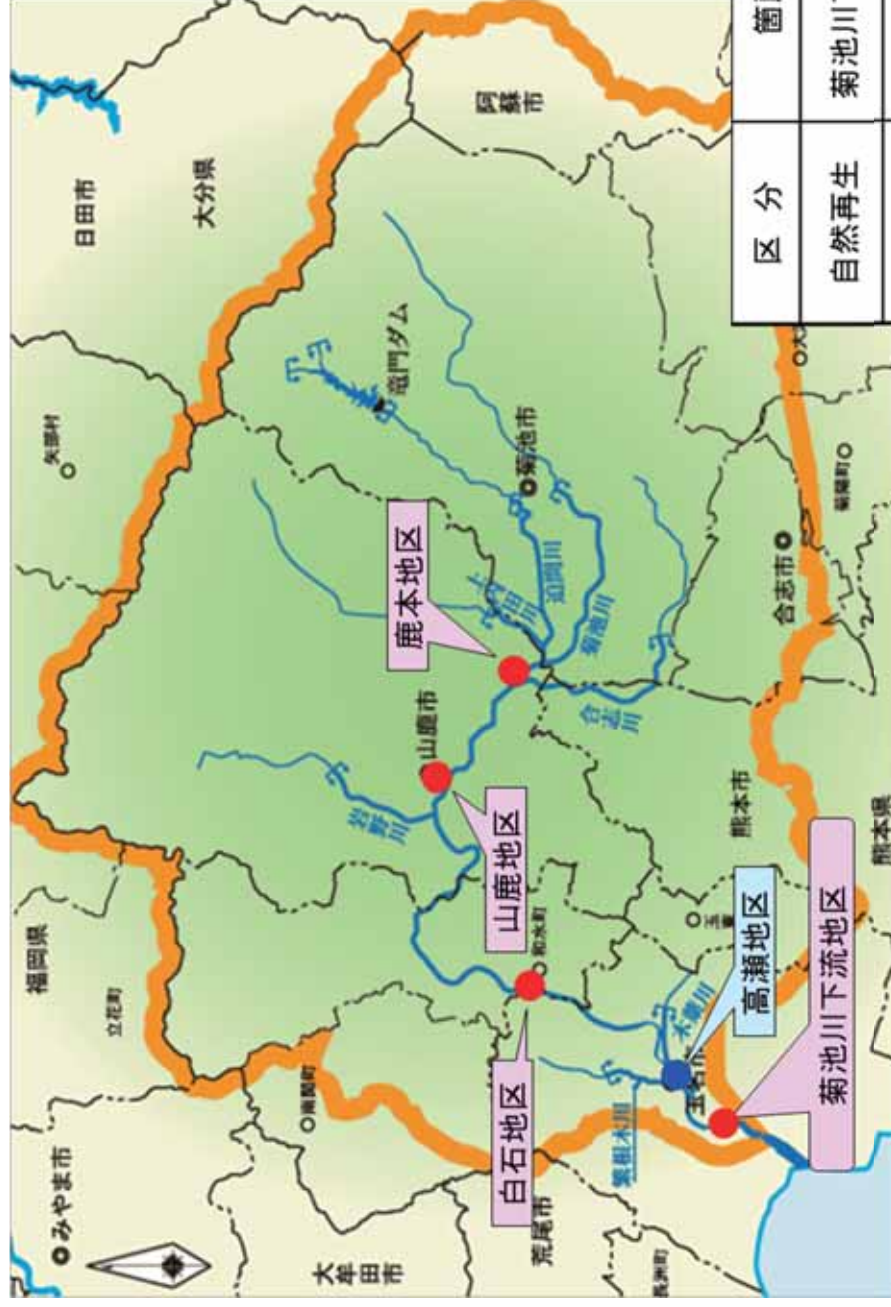 みやま市
福岡県
矢部村
日田市
大分県
立花町
大牟田市
南関町
阿蘇市
竜門ダム
鹿本地区
山鹿市
岩野川
上内田川
迫間川
菊池市
菊池川
合志川
山鹿地区
白石地区
和水町
荒尾市
繁根木川
木葉川
玉東
玉名市
高瀬地区
長洲町
熊本市
合志市
菊陽町
菊池川下流地区
熊本県
区 分
自然再生
菊池川